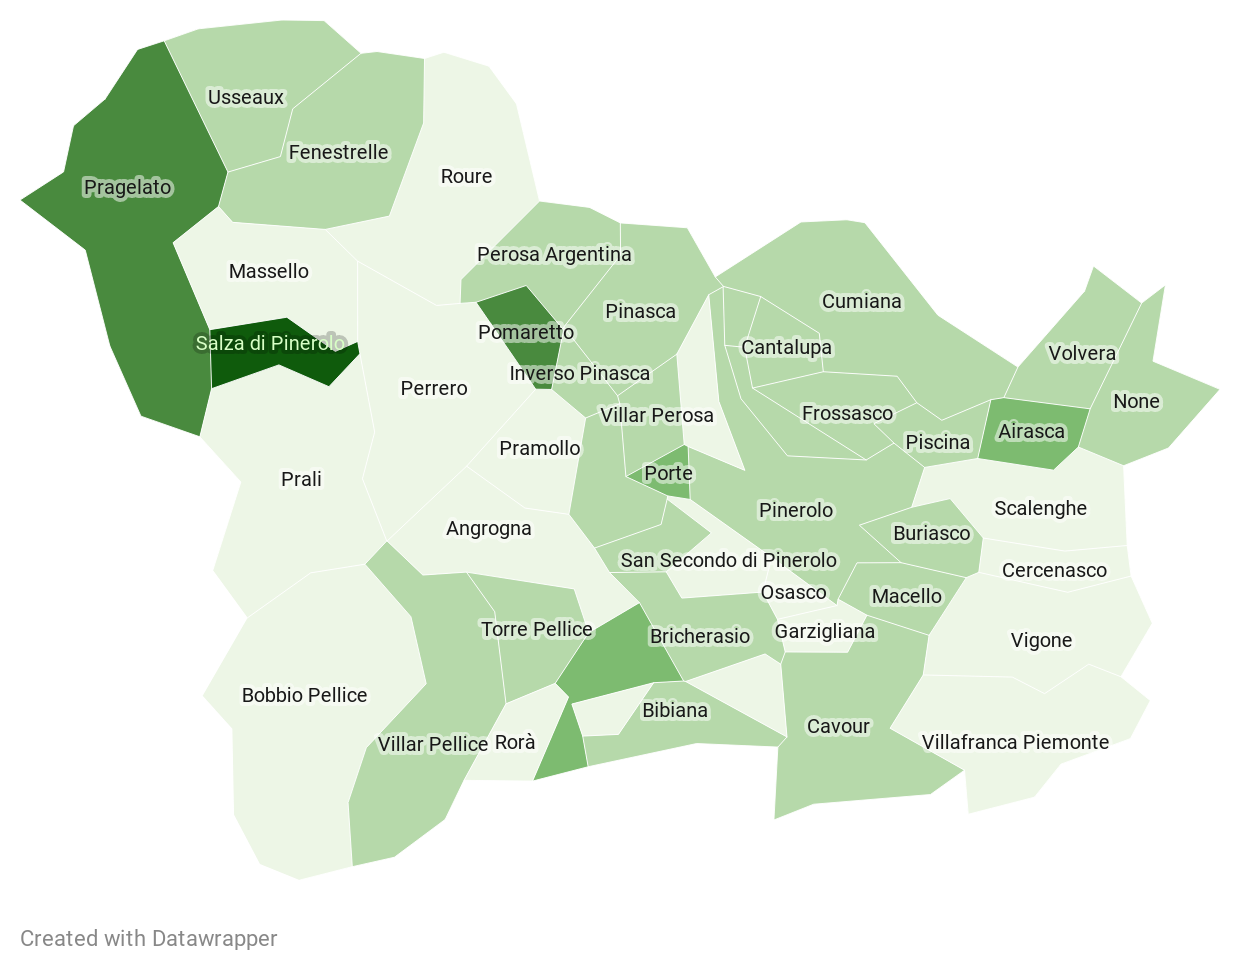 Usseaux
Fenestrelle
Roure
Pragelato
Perosa Argentina
Massello
Cumiana
Pinasca
Pomaretto
Salza di Pinerolo
Cantalupa
Volvera
Inverso Pinasca
Perrero
None
Villar Perosa
Frossasco
Airasca
Piscina
Pramollo
Porte
Prali
Scalenghe
Pinerolo
Angrogna
Buriasco
San Secondo di Pinerolo
Cercenasco
Osasco
Macello
Torre Pellice
Garzigliana
Bricherasio
Vigone
Bobbio Pellice
Bibiana
Cavour
Villar Pellice
Rorà
Villafranca Piemonte
Created with Datawrapper